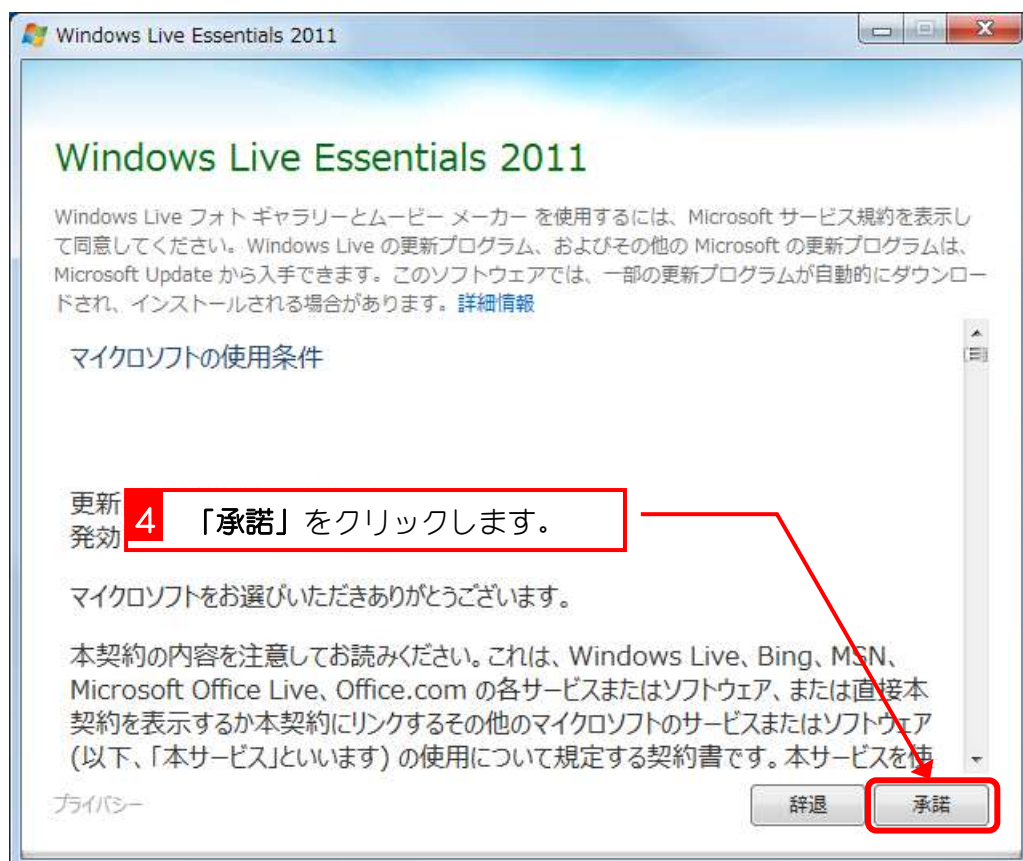 Windows Live Essentials 2011
Windows Live Essentials 2011
Windows Live フォト ギャラリーとムービー メーカー を使用するには、Microsoft サービス規約を表示し
て同意してください。Windows Live の更新プログラム、およびその他の Microsoft の更新プログラムは、
Microsoft Update から入手できます。このソフトウェアでは、一部の更新プログラムが自動的にダウンロー
ドされ、インストールされる場合があります。詳細情報
マイクロソフトの使用条件
更新
発効
4 「承諾」をクリックします。
マイクロソフトをお選びいただきありがとうございます。
本契約の内容を注意してお読みください。これは、Windows Live、Bing、MSN、
Microsoft Office Live、Office.com の各サービスまたはソフトウェア、または直接本
契約を表示するか本契約にリンクするその他のマイクロソフトのサービスまたはソフトウェア
(以下、「本サービス」といいます) の使用について規定する契約書です。本サービスを使
プライバシー
辞退
承諾